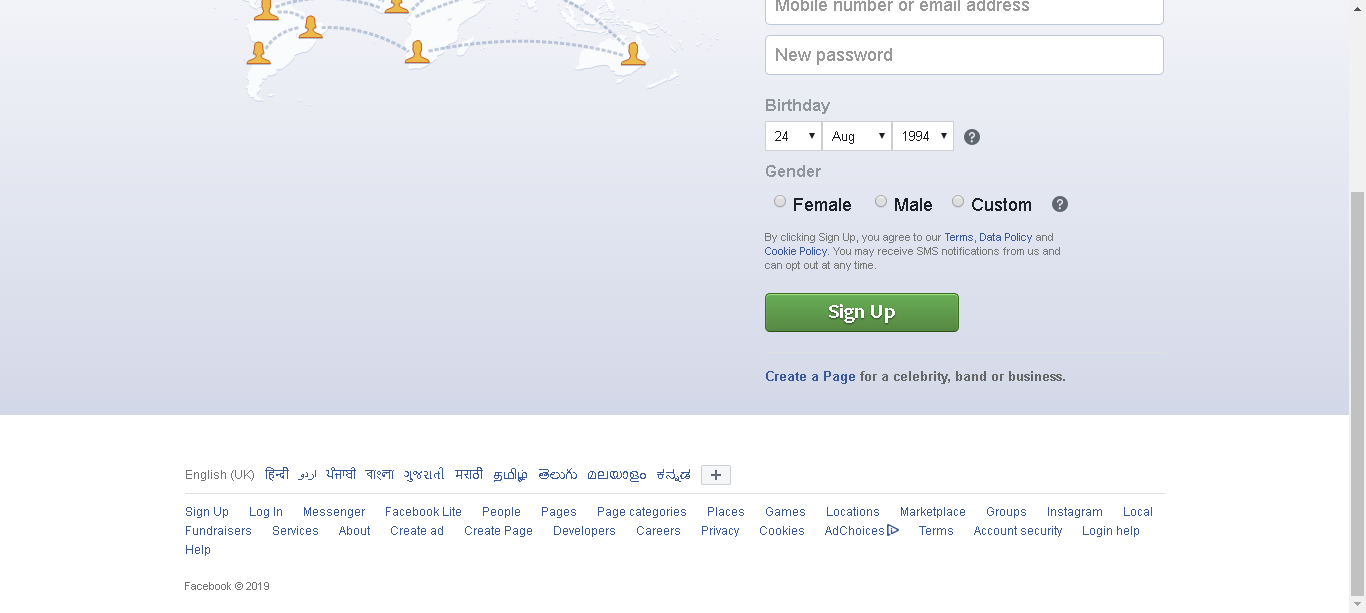 Mobile number or email address
New password
Birthday
24 Aug 1994
Gender
Female Male Custom
By clicking Sign Up, you agree to our Terms, Data Policy and
Cookie Policy. You may receive SMS notifications from us and
can opt out at any time.
Sign Up
Create a Page for a celebrity, band or business.
English (UK) हिन्दी اردو ਪੰਜਾਬੀ বাংলা ગુજરાતી मराठी தமிழ் తెలుగు മലയാളം ಕನ್ನಡ +
Sign Up Log In Messenger Facebook Lite People Pages Page categories Places Games Locations Marketplace Groups Instagram Local
Fundraisers Services About Create ad Create Page Developers Careers Privacy Cookies AdChoices Terms Account security Login help
Help
Facebook © 2019